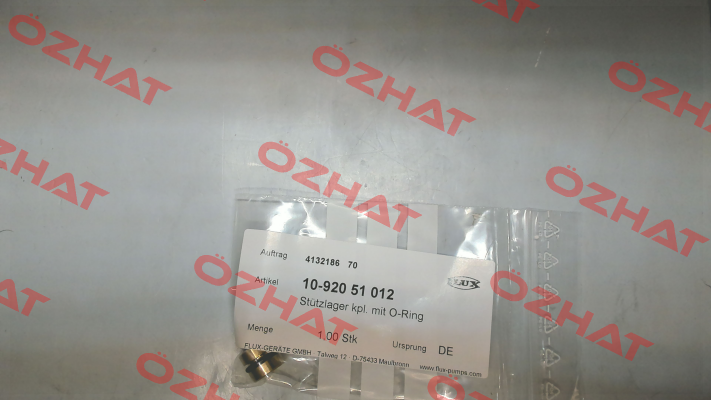 ÖZHAT
ÖZHAT
ÖZHAT
ÖZHAT
ÖZHAT
ÖZHAT
ÖZHAT
ÖZHAT
ÖZHAT
ÖZHAT
Auftrag 4132186 70
Artikel 10-920 51 012 FLUX
Stützlager kpl. mit O-Ring
Menge 1,00 Stk Ursprung DE
FLUX-GERÄTE GMBH Talweg 12 D-75433 Maulbronn www.flux-pumps.com